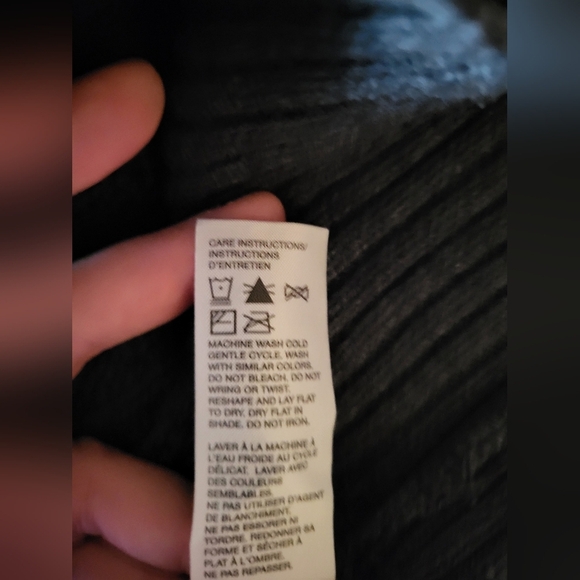 CARE INSTRUCTIONS/
INSTRUCTIONS
D'ENTRETIEN
MACHINE WASH COLD
GENTLE CYCLE. WASH
WITH SIMILAR COLORS.
DO NOT BLEACH. DO NOT
WRING OR TWIST.
RESHAPE AND LAY FLAT
TO DRY. DRY FLAT IN
SHADE. DO NOT IRON.
LAVER À LA MACHINE À
L'EAU FROIDE AU CYCLE
DÉLICAT. LAVER AVEC
DES COULEURS
SEMBLABLES.
NE PAS UTILISER D'AGENT
DE BLANCHIMENT.
NE PAS ESSORER NI
TORDRE. REDONNER SA
FORME ET SÉCHER À
PLAT À L'OMBRE.
NE PAS REPASSER.